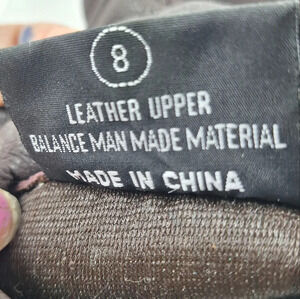 8
LEATHER UPPER
BALANCE MAN MADE MATERIAL
MADE IN CHINA